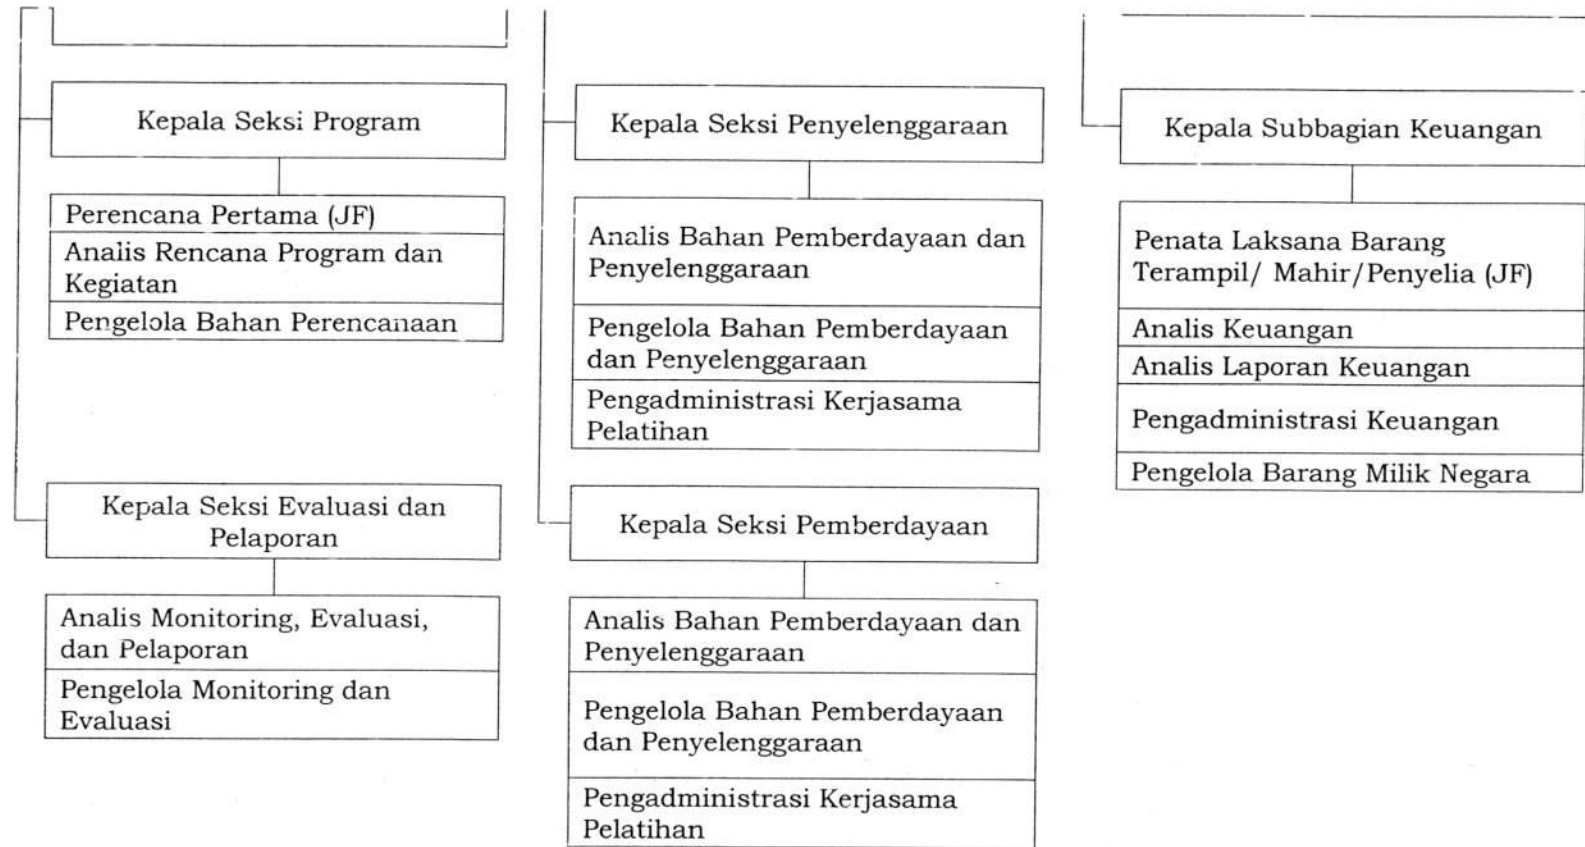 Kepala Seksi Program
Perencana Pertama (JF)
Analis Rencana Program dan
Kegiatan
Pengelola Bahan Perencanaan
Kepala Seksi Evaluasi dan
Pelaporan
Analis Monitoring, Evaluasi,
dan Pelaporan
Pengelola Monitoring dan
Evaluasi
Kepala Seksi Penyelenggaraan
Analis Bahan Pemberdayaan dan
Penyelenggaraan
Pengelola Bahan Pemberdayaan
dan Penyelenggaraan
Pengadministrasi Kerjasama
Pelatihan
Kepala Seksi Pemberdayaan
Analis Bahan Pemberdayaan dan
Penyelenggaraan
Pengelola Bahan Pemberdayaan
dan Penyelenggaraan
Pengadministrasi Kerjasama
Pelatihan
Kepala Subbagian Keuangan
Penata Laksana Barang
Terampil/ Mahir/Penyelia (JF)
Analis Keuangan
Analis Laporan Keuangan
Pengadministrasi Keuangan
Pengelola Barang Milik Negara